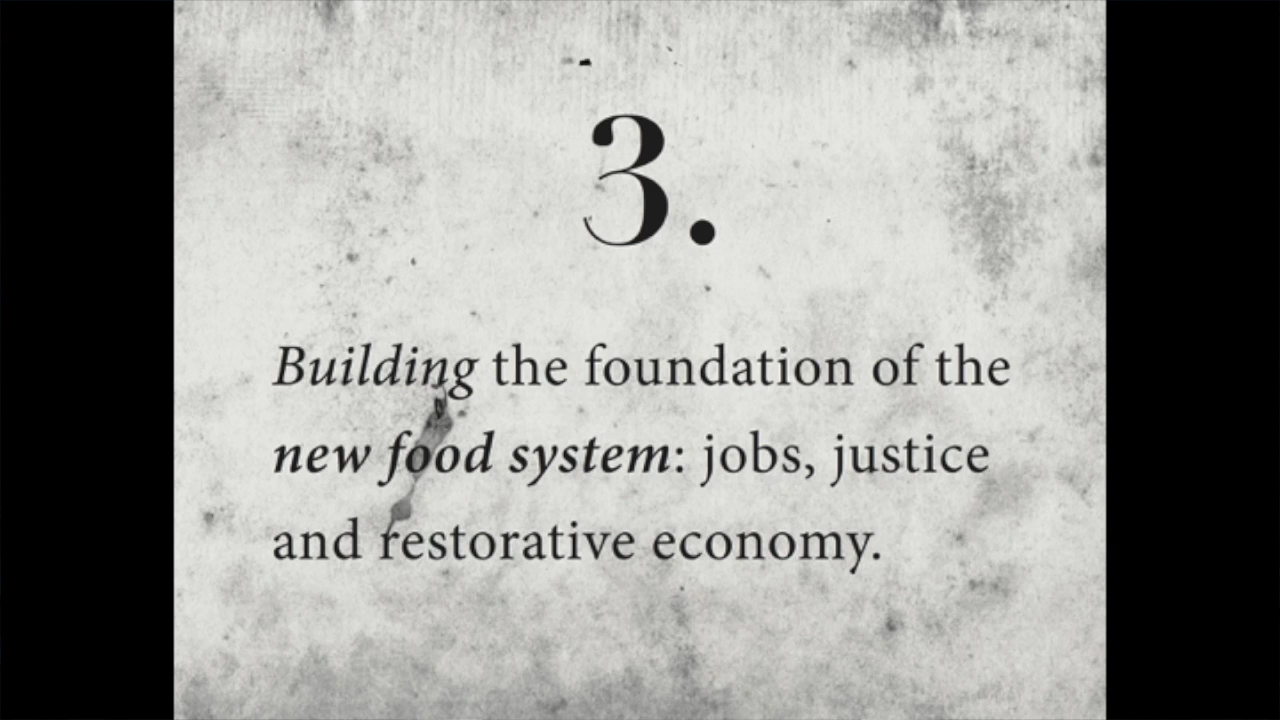 3.
Building the foundation of the
new food system: jobs, justice
and restorative economy.